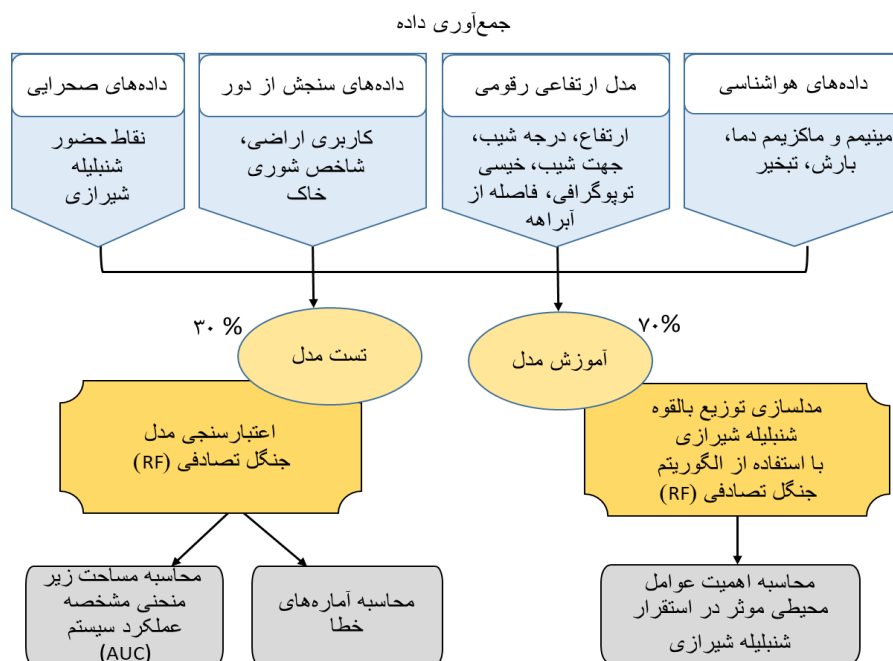 جمع‌آوری داده
داده‌های هواشناسی
مینیمم و ماکزیمم دما،
بارش، تبخیر
مدل ارتفاعی رقومی
ارتفاع، درجه شیب،
جهت شیب، خیسی
توپوگرافی، فاصله از
آبراهه
داده‌های سنجش از دور
کاربری اراضی،
شاخص شوری
خاک
داده‌های صحرایی
نقاط حضور
شنبلیله
شیرازی
۷۰%
آموزش مدل
۳۰ %
تست مدل
مدلسازی توزیع بالقوه
شنبلیله شیرازی
با استفاده از الگوریتم
جنگل تصادفی (RF)
اعتبارسنجی مدل
جنگل تصادفی (RF)
محاسبه اهمیت عوامل
محیطی موثر در استقرار
شنبلیله شیرازی
محاسبه آماره‌های
خطا
محاسبه مساحت زیر
منحنی مشخصه
عملکرد سیستم
(AUC)